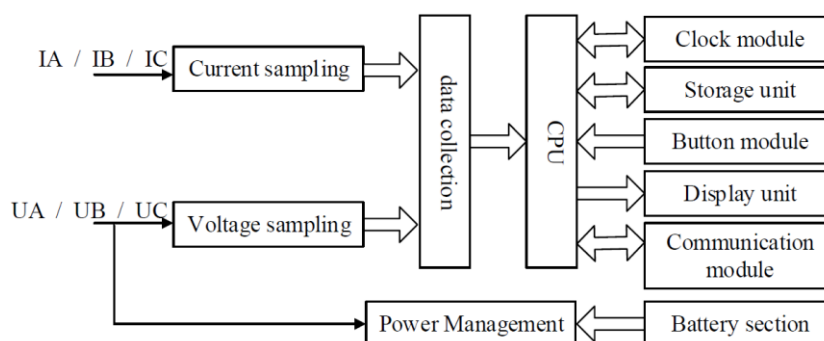 IA / IB / IC
Current sampling
UA / UB / UC
Voltage sampling
data collection
CPU
Clock module
Storage unit
Button module
Display unit
Communication
module
Power Management
Battery section